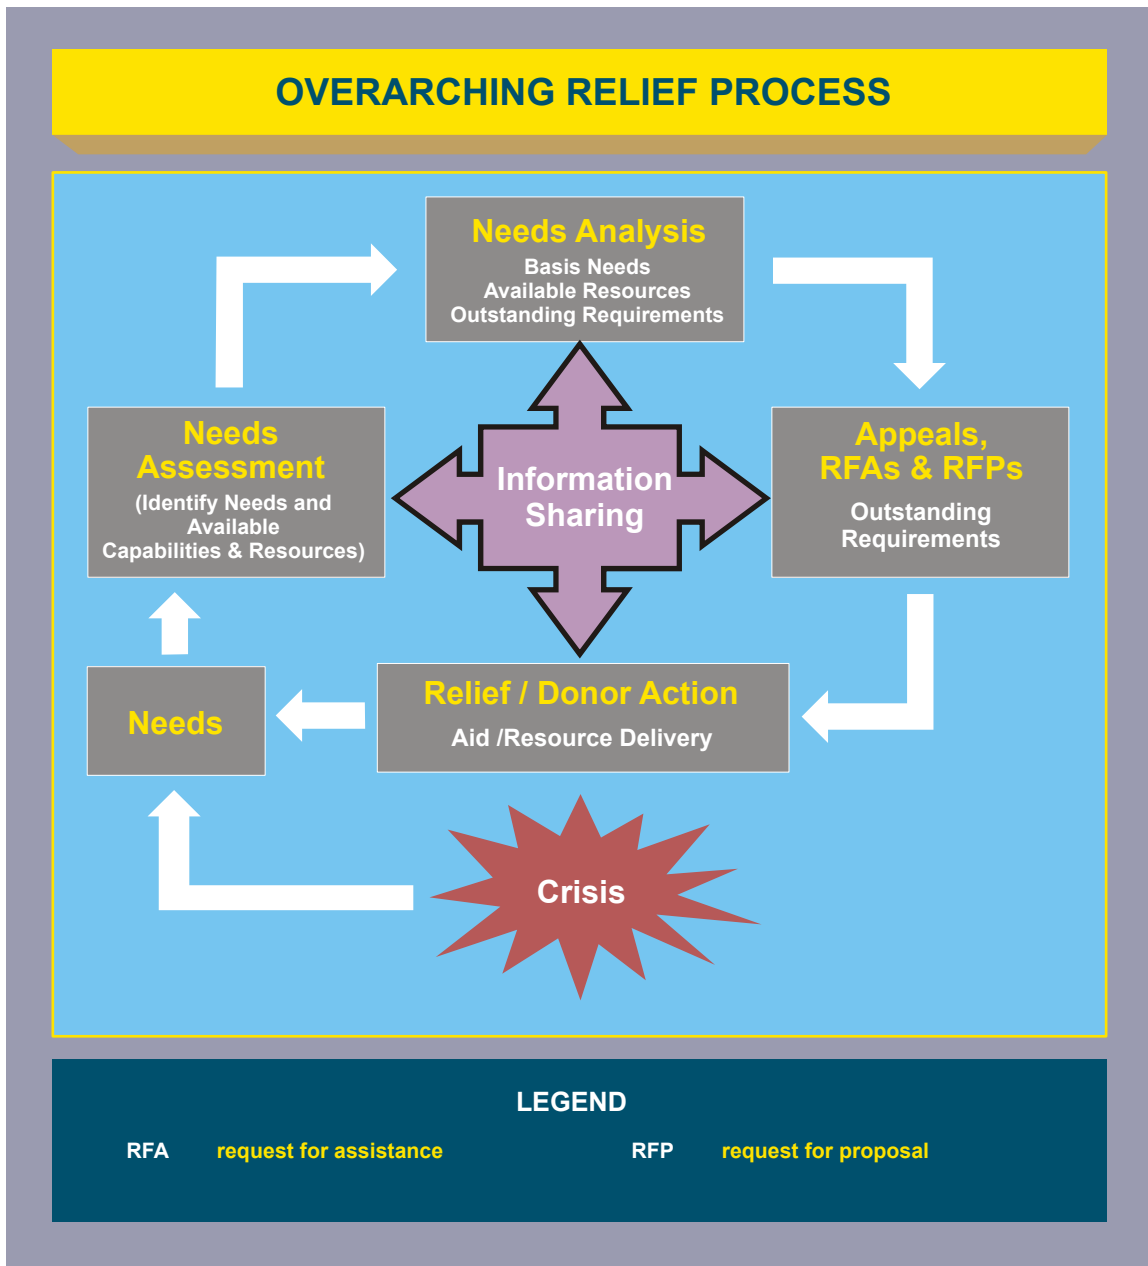 OVERARCHING RELIEF PROCESS
Needs Analysis
Basis Needs
Available Resources
Outstanding Requirements
Needs
Assessment
(Identify Needs and
Available
Capabilities & Resources)
Information
Sharing
Appeals,
RFAs & RFPs
Outstanding
Requirements
Needs
Relief / Donor Action
Aid /Resource Delivery
Crisis
LEGEND
RFA request for assistance
RFP request for proposal